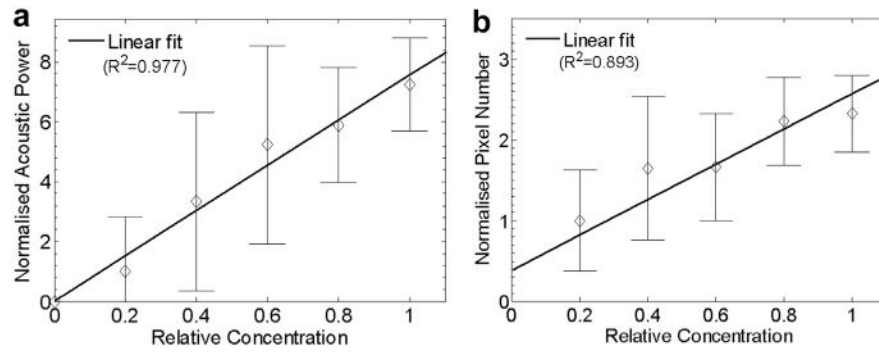 a
Linear fit
(R²=0.977)
Normalised Acoustic Power
8
6
4
2
0
0 0.2 0.4 0.6 0.8 1
Relative Concentration
b
Linear fit
(R²=0.893)
Normalised Pixel Number
3
2
1
0
0 0.2 0.4 0.6 0.8 1
Relative Concentration